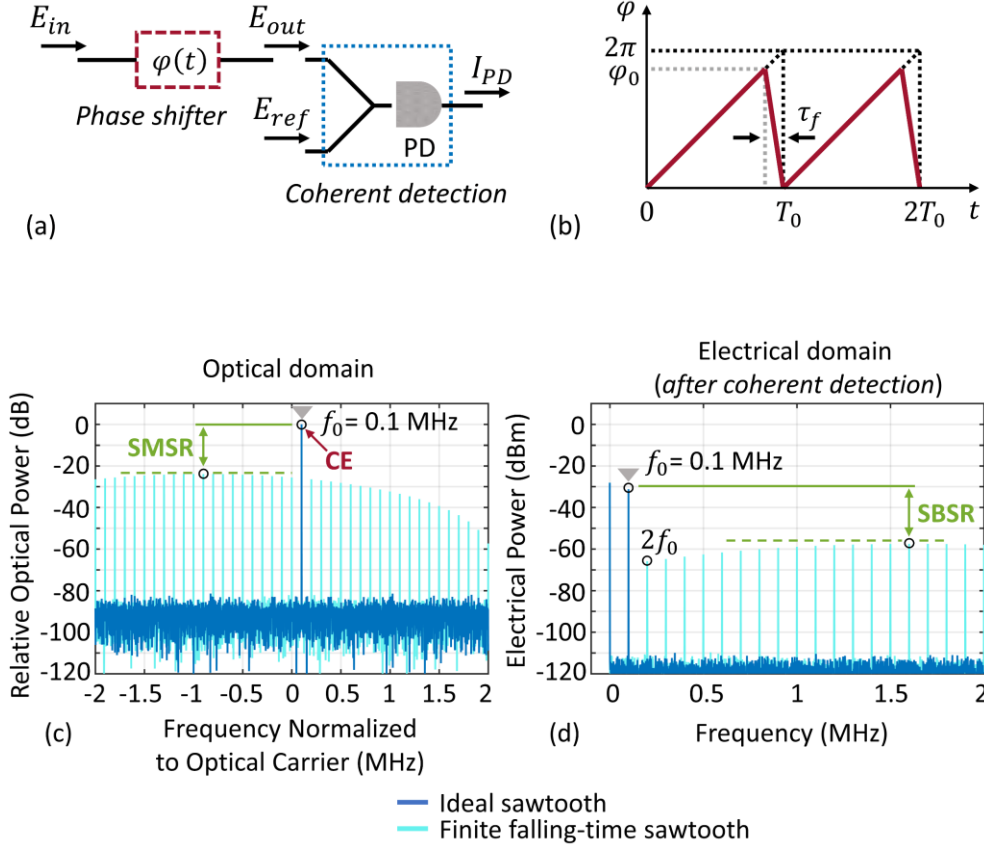 E_in
E_out
φ(t)
I_PD
Phase shifter
E_ref
PD
Coherent detection
(a)
φ
2π
φ_0
τ_f
0
T_0
2T_0
t
(b)
Optical domain
Relative Optical Power (dB)
0
-20
-40
-60
-80
-100
-120
SMSR
f_0 = 0.1 MHz
CE
-2 -1.5 -1 -0.5 0 0.5 1 1.5 2
(c)
Frequency Normalized
to Optical Carrier (MHz)
Electrical domain
(after coherent detection)
Electrical Power (dBm)
0
-20
-40
-60
-80
-100
-120
f_0 = 0.1 MHz
SBSR
2f_0
0 0.5 1 1.5 2
(d)
Frequency (MHz)
Ideal sawtooth
Finite falling-time sawtooth